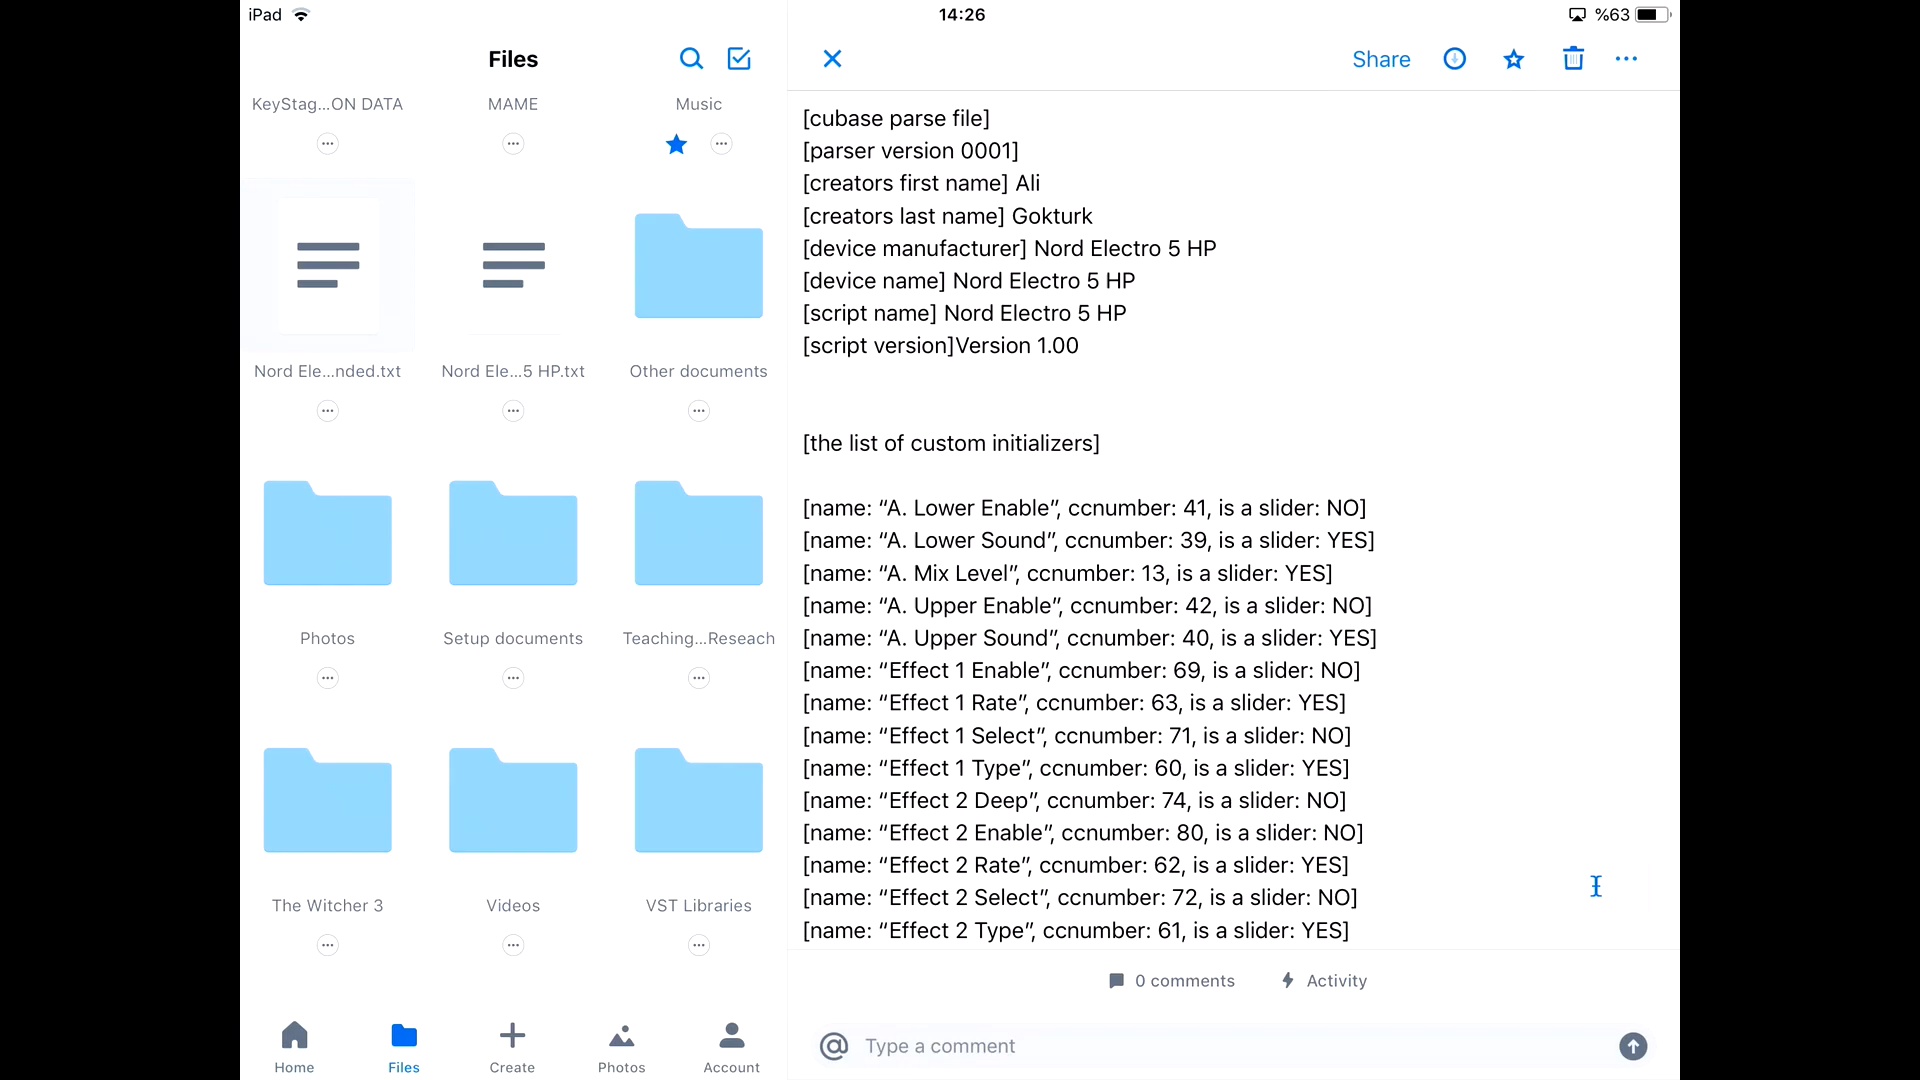 iPad
14:26
%63
Files
KeyStag...ON DATA
MAME
Music
Nord Ele...nded.txt
Nord Ele...5 HP.txt
Other documents
Photos
Setup documents
Teaching...Reseach
The Witcher 3
Videos
VST Libraries
Home
Files
Create
Photos
Account
Share
[cubase parse file]
[parser version 0001]
[creators first name] Ali
[creators last name] Gokturk
[device manufacturer] Nord Electro 5 HP
[device name] Nord Electro 5 HP
[script name] Nord Electro 5 HP
[script version]Version 1.00
[the list of custom initializers]
[name: “A. Lower Enable”, ccnumber: 41, is a slider: NO]
[name: “A. Lower Sound”, ccnumber: 39, is a slider: YES]
[name: “A. Mix Level”, ccnumber: 13, is a slider: YES]
[name: “A. Upper Enable”, ccnumber: 42, is a slider: NO]
[name: “A. Upper Sound”, ccnumber: 40, is a slider: YES]
[name: “Effect 1 Enable”, ccnumber: 69, is a slider: NO]
[name: “Effect 1 Rate”, ccnumber: 63, is a slider: YES]
[name: “Effect 1 Select”, ccnumber: 71, is a slider: NO]
[name: “Effect 1 Type”, ccnumber: 60, is a slider: YES]
[name: “Effect 2 Deep”, ccnumber: 74, is a slider: NO]
[name: “Effect 2 Enable”, ccnumber: 80, is a slider: NO]
[name: “Effect 2 Rate”, ccnumber: 62, is a slider: YES]
[name: “Effect 2 Select”, ccnumber: 72, is a slider: NO]
[name: “Effect 2 Type”, ccnumber: 61, is a slider: YES]
0 comments
Activity
@ Type a comment